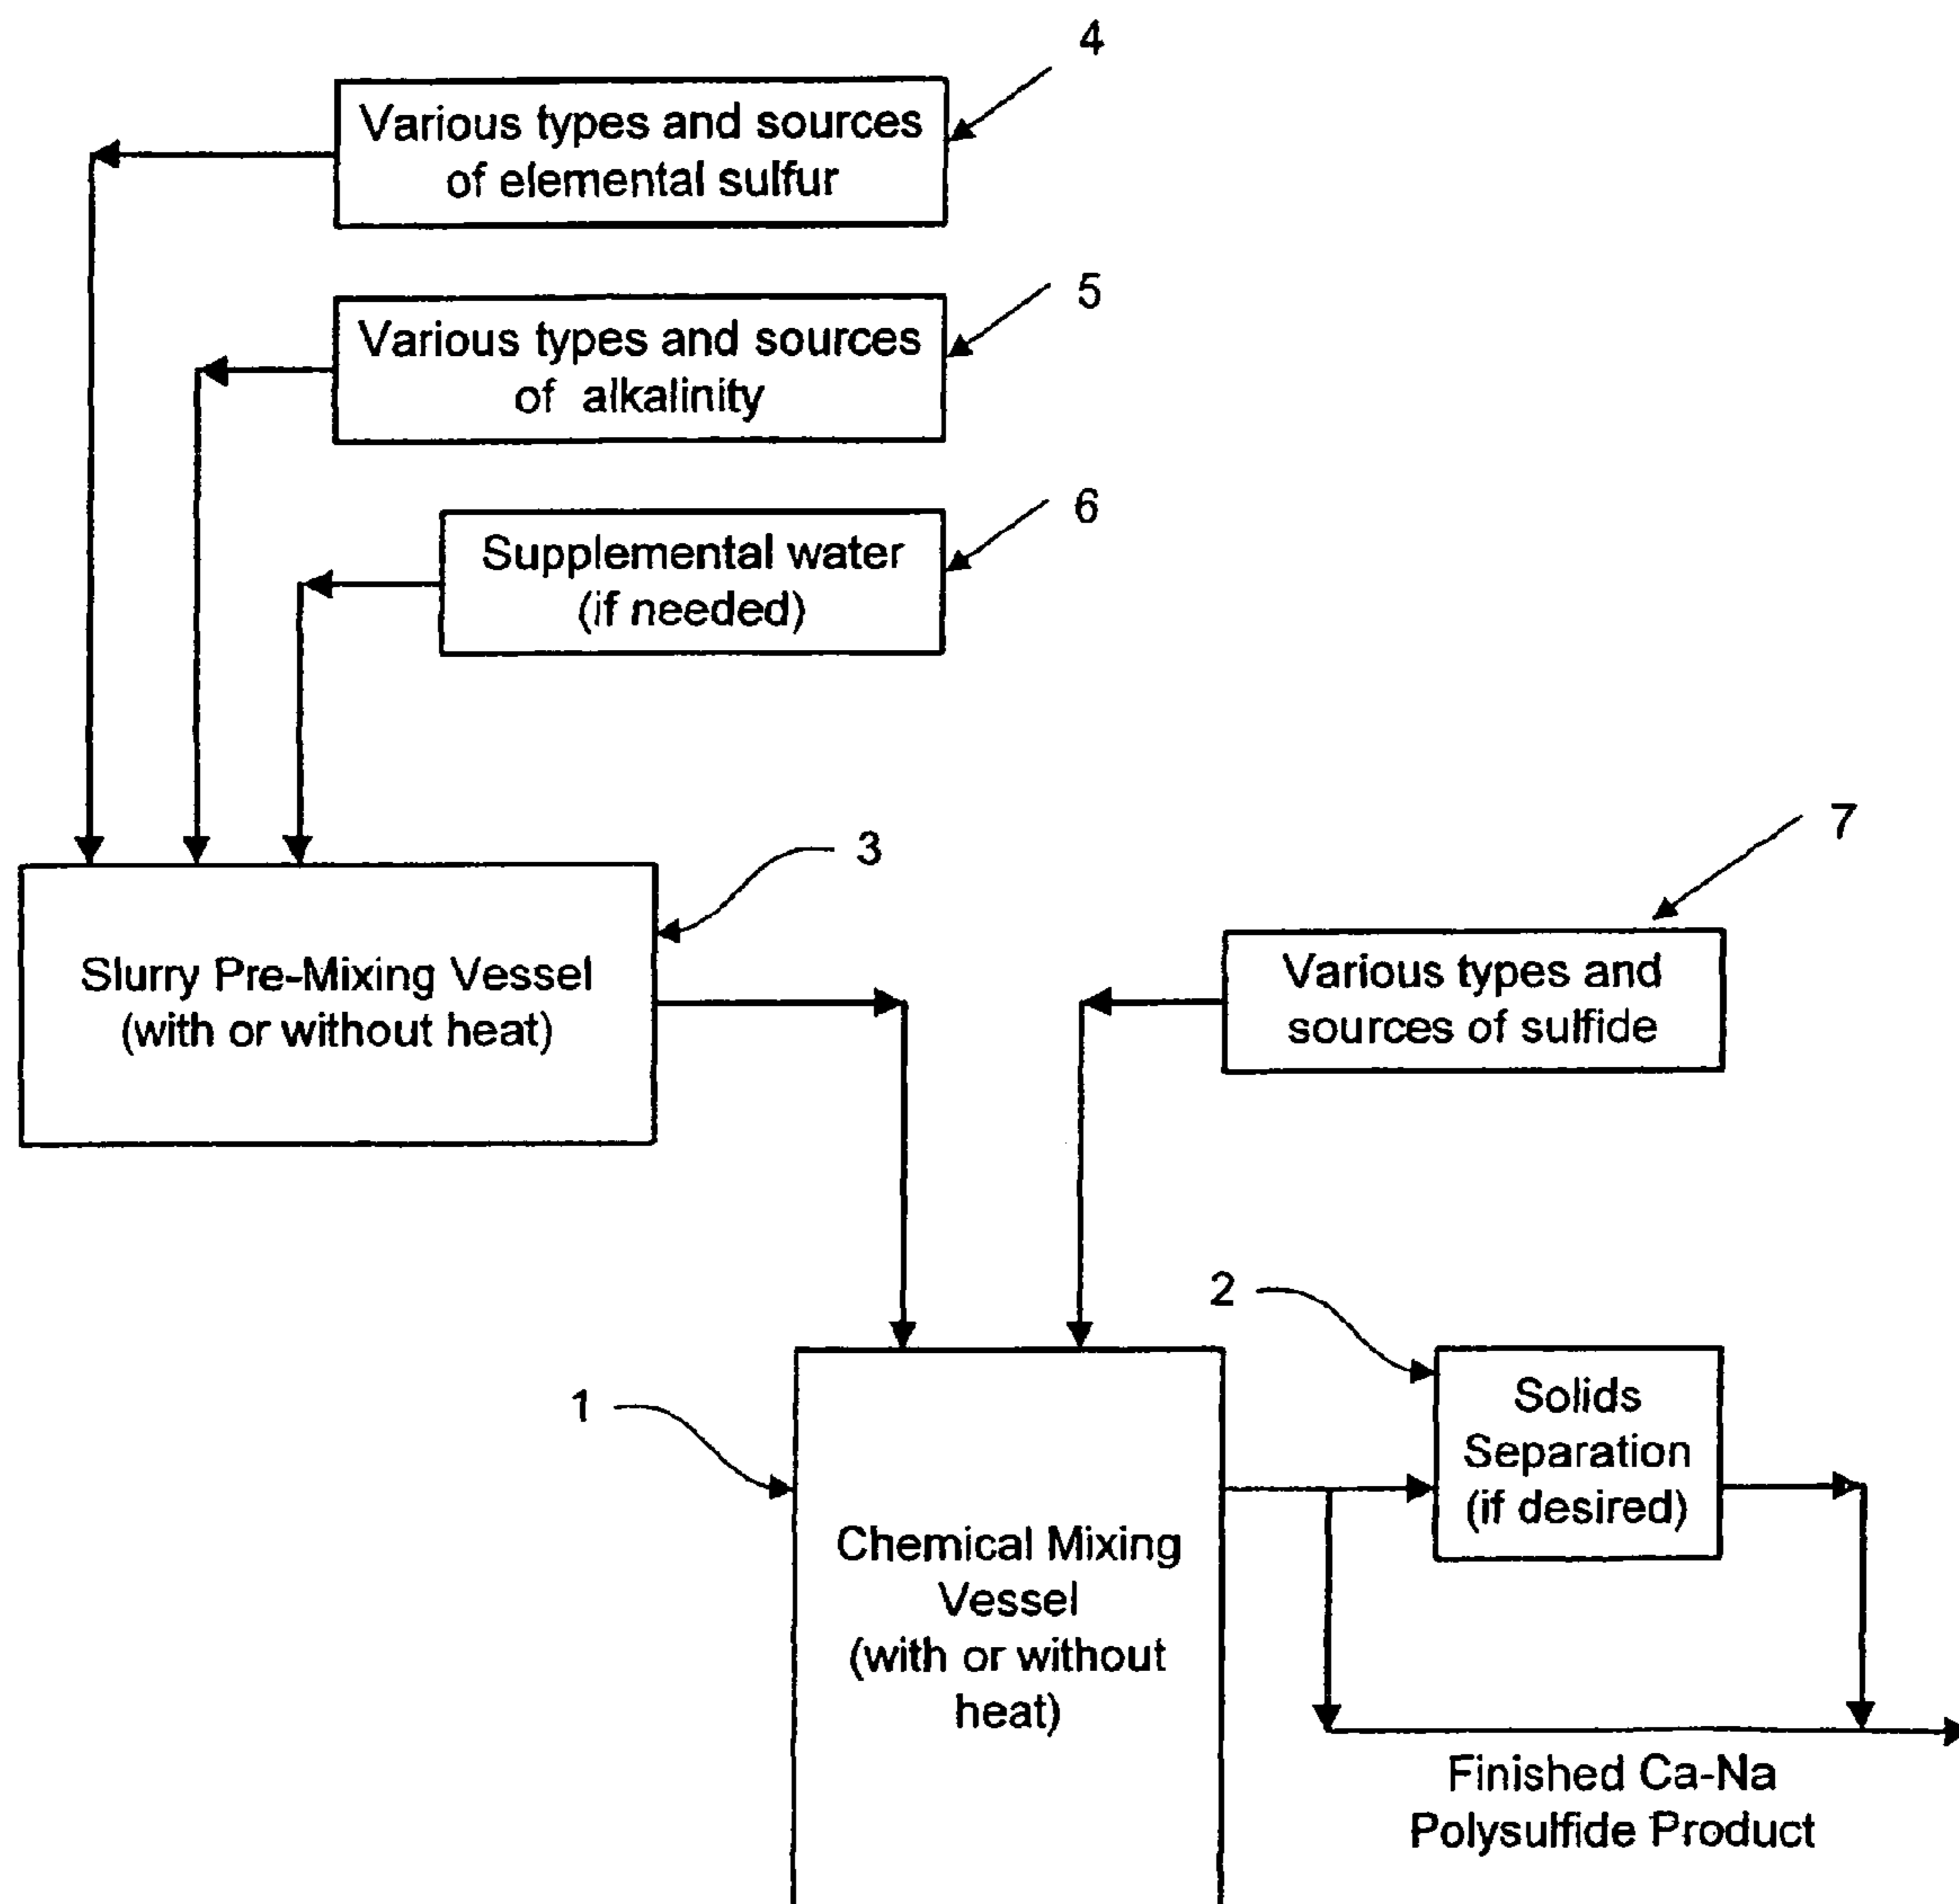 4
Various types and sources
of elemental sulfur
5
Various types and sources
of alkalinity
6
Supplemental water
(if needed)
3
Slurry Pre-Mixing Vessel
(with or without heat)
7
Various types and
sources of sulfide
2
Solids
Separation
(if desired)
1
Chemical Mixing
Vessel
(with or without
heat)
Finished Ca-Na
Polysulfide Product